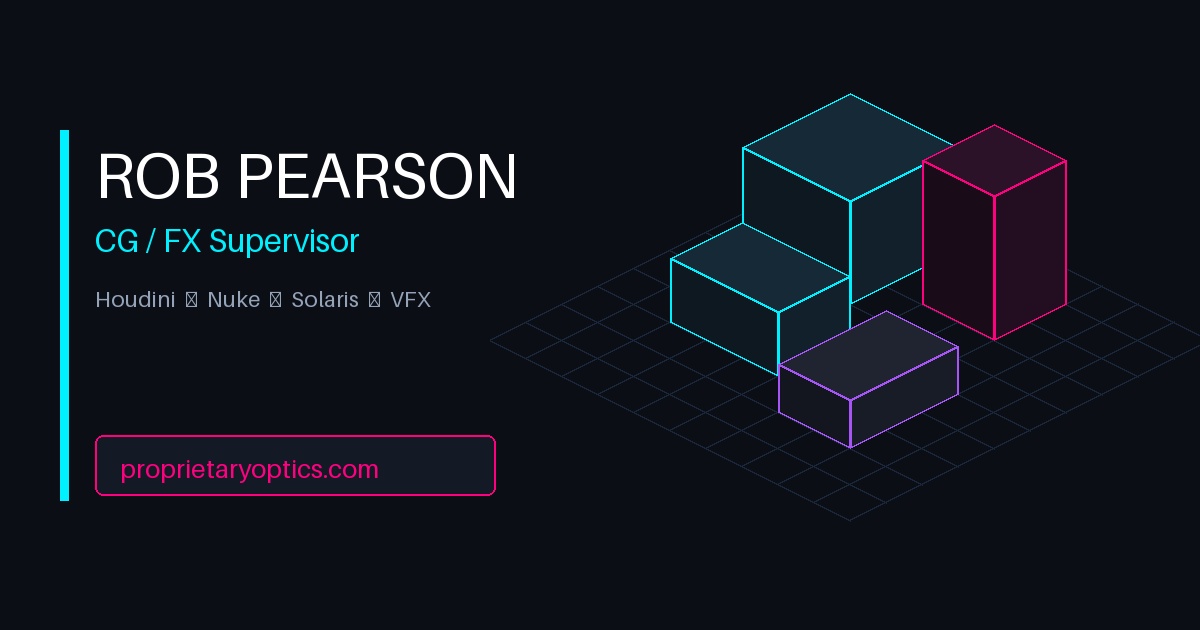 ROB PEARSON
CG / FX Supervisor
Houdini ▯ Nuke ▯ Solaris ▯ VFX
proprietaryoptics.com